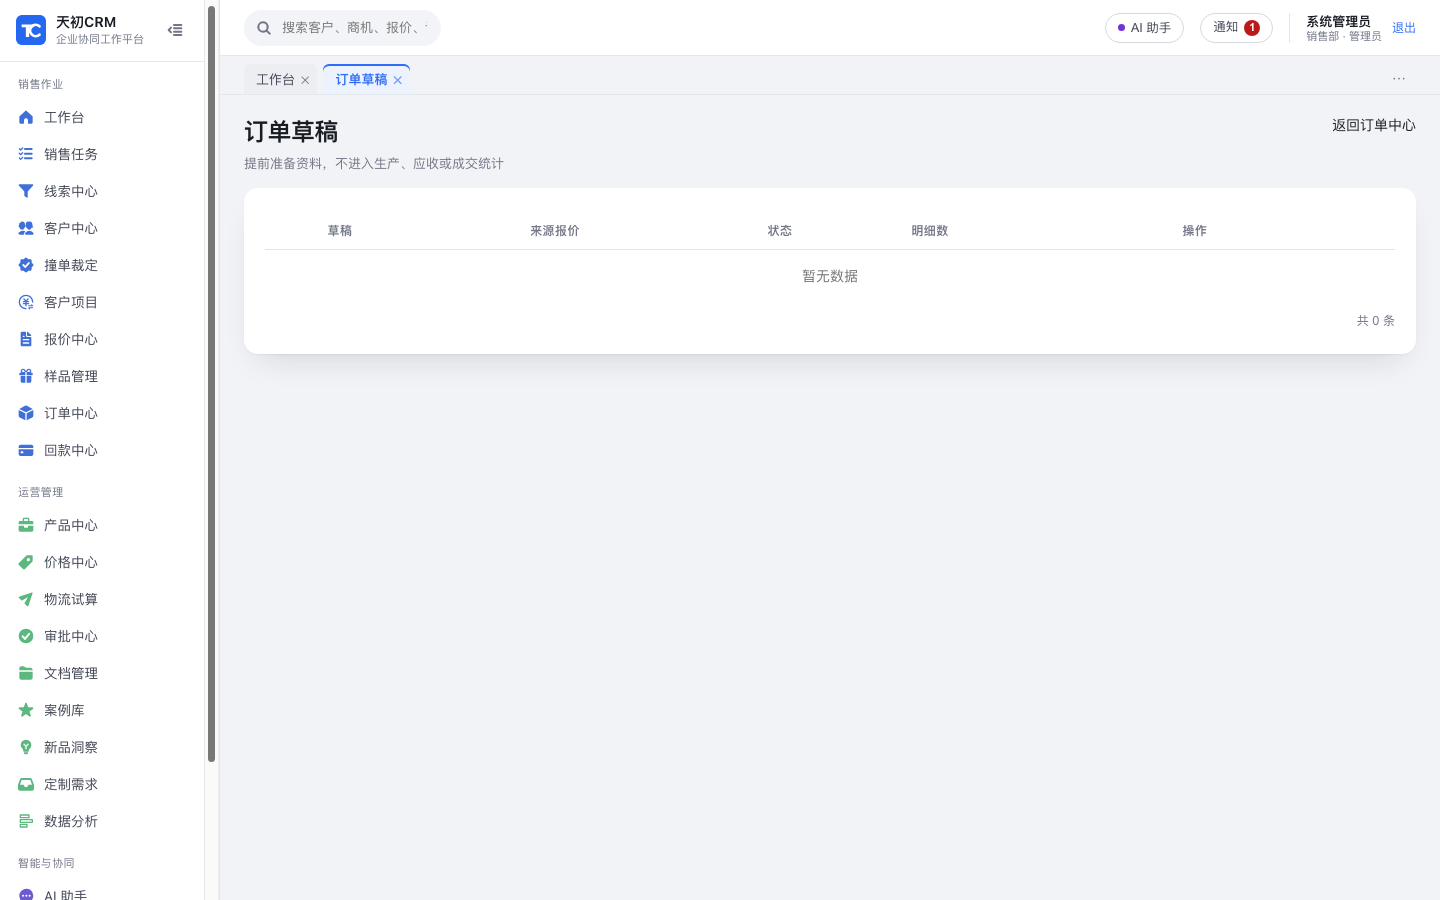 天初CRM
企业协同工作平台
销售作业
工作台
销售任务
线索中心
客户中心
撞单裁定
客户项目
报价中心
样品管理
订单中心
回款中心
运营管理
产品中心
价格中心
物流试算
审批中心
文档管理
案例库
新品洞察
定制需求
数据分析
智能与协同
AI 助手
搜索客户、商机、报价、
AI 助手
通知 1
系统管理员
销售部 · 管理员
退出
工作台
订单草稿
订单草稿
返回订单中心
提前准备资料，不进入生产、应收或成交统计
草稿 来源报价 状态 明细数 操作
暂无数据
共 0 条